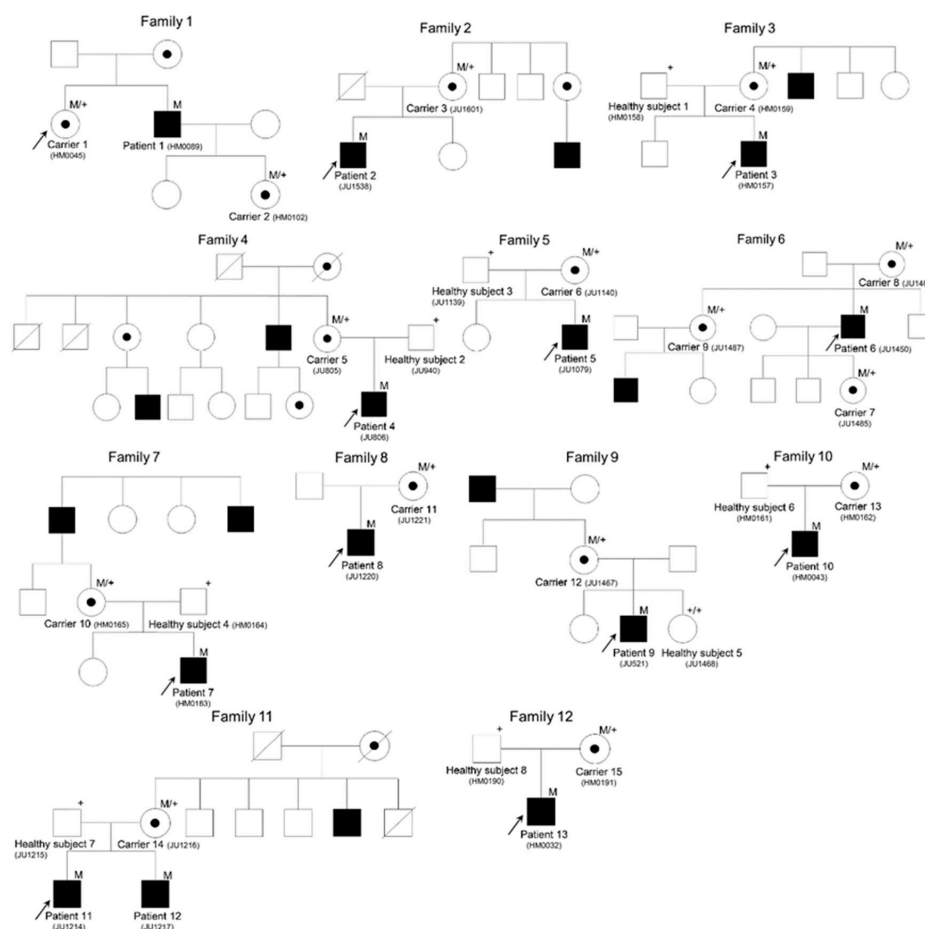 Family 1
M/+
Carrier 1
(HM0045)
M
Patient 1 (HM0089)
M/+
Carrier 2 (HM0102)
Family 2
M/+
Carrier 3 (JU1601)
M
Patient 2
(JU1538)
Family 3
+
Healthy subject 1
(HM0158)
M/+
Carrier 4 (HM0159)
M
Patient 3
(HM0157)
Family 4
M/+
Carrier 5
(JU805)
+
Healthy subject 2
(JU940)
M
Patient 4
(JU806)
Family 5
+
Healthy subject 3
(JU1139)
M/+
Carrier 6 (JU1140)
M
Patient 5
(JU1079)
Family 6
M/+
Carrier 8 (JU148
M/+
Carrier 9 (JU1487)
M
Patient 6 (JU1450)
M/+
Carrier 7
(JU1485)
Family 7
M/+
Carrier 10 (HM0165)
+
Healthy subject 4 (HM0164)
M
Patient 7
(HM0163)
Family 8
M/+
Carrier 11
(JU1221)
M
Patient 8
(JU1220)
Family 9
M/+
Carrier 12 (JU1467)
M
Patient 9
(JU521)
+/+
Healthy subject 5
(JU1468)
Family 10
+
Healthy subject 6
(HM0161)
M/+
Carrier 13
(HM0162)
M
Patient 10
(HM0043)
Family 11
+
Healthy subject 7
(JU1215)
M/+
Carrier 14 (JU1216)
M
Patient 11
(JU1214)
M
Patient 12
(JU1217)
Family 12
+
Healthy subject 8
(HM0190)
M/+
Carrier 15
(HM0191)
M
Patient 13
(HM0032)